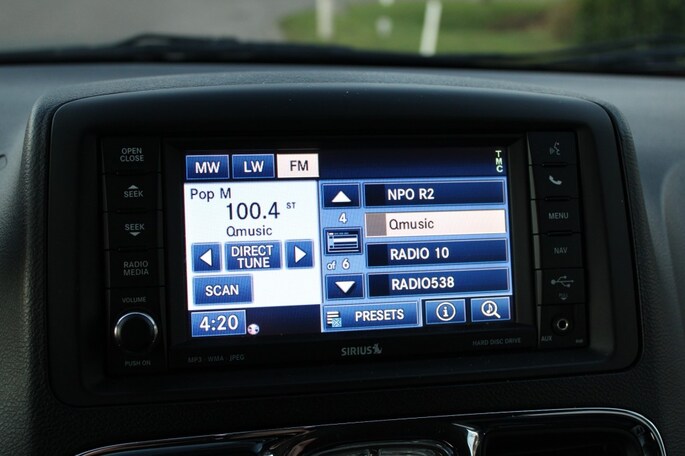 OPEN
CLOSE
SEEK
SEEK
RADIO
MEDIA
VOLUME
PUSH ON
MW LW FM
TMC
Pop M
100.4 ST
Qmusic
DIRECT
TUNE
SCAN
4:20
4
of 6
NPO R2
Qmusic
RADIO 10
RADIO538
PRESETS
MENU
NAV
AUX
MP3 WMA JPEG
SIRIUS
HARD DISC DRIVE